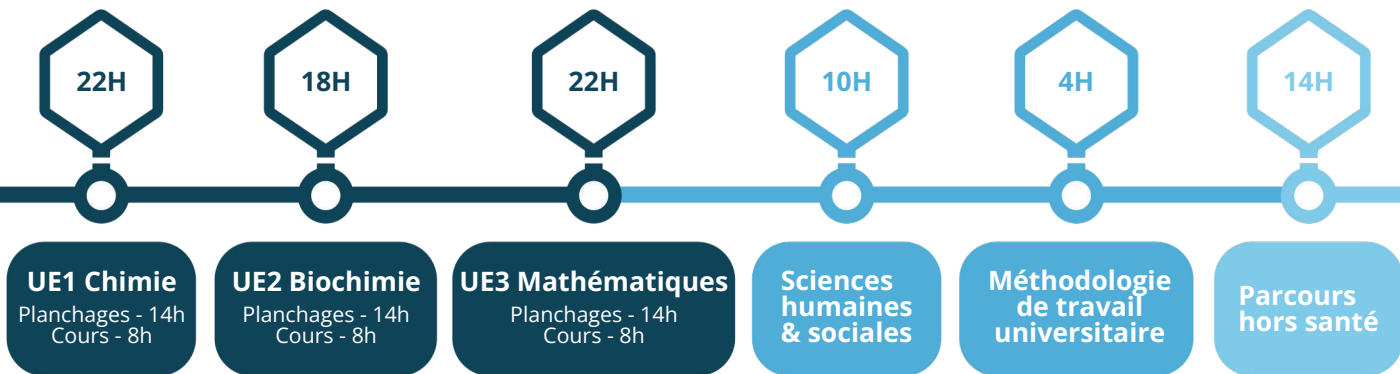 22H
18H
22H
10H
4H
14H
UE1 Chimie
Planchages - 14h
Cours - 8h
UE2 Biochimie
Planchages - 14h
Cours - 8h
UE3 Mathématiques
Planchages - 14h
Cours - 8h
Sciences
humaines
& sociales
Méthodologie
de travail
universitaire
Parcours
hors santé